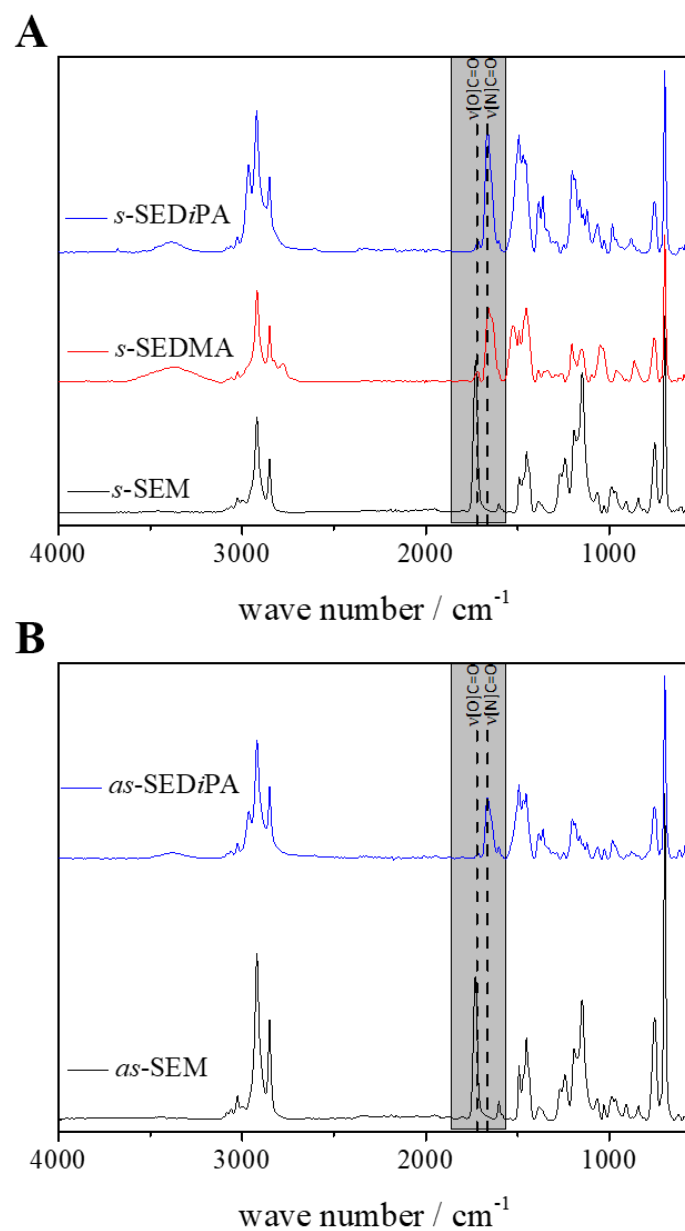 A
ν[O]C=O
ν[N]C=O
s-SEDiPA
s-SEDMA
s-SEM
4000 3000 2000 1000
wave number / cm⁻¹
B
ν[O]C=O
ν[N]C=O
as-SEDiPA
as-SEM
4000 3000 2000 1000
wave number / cm⁻¹